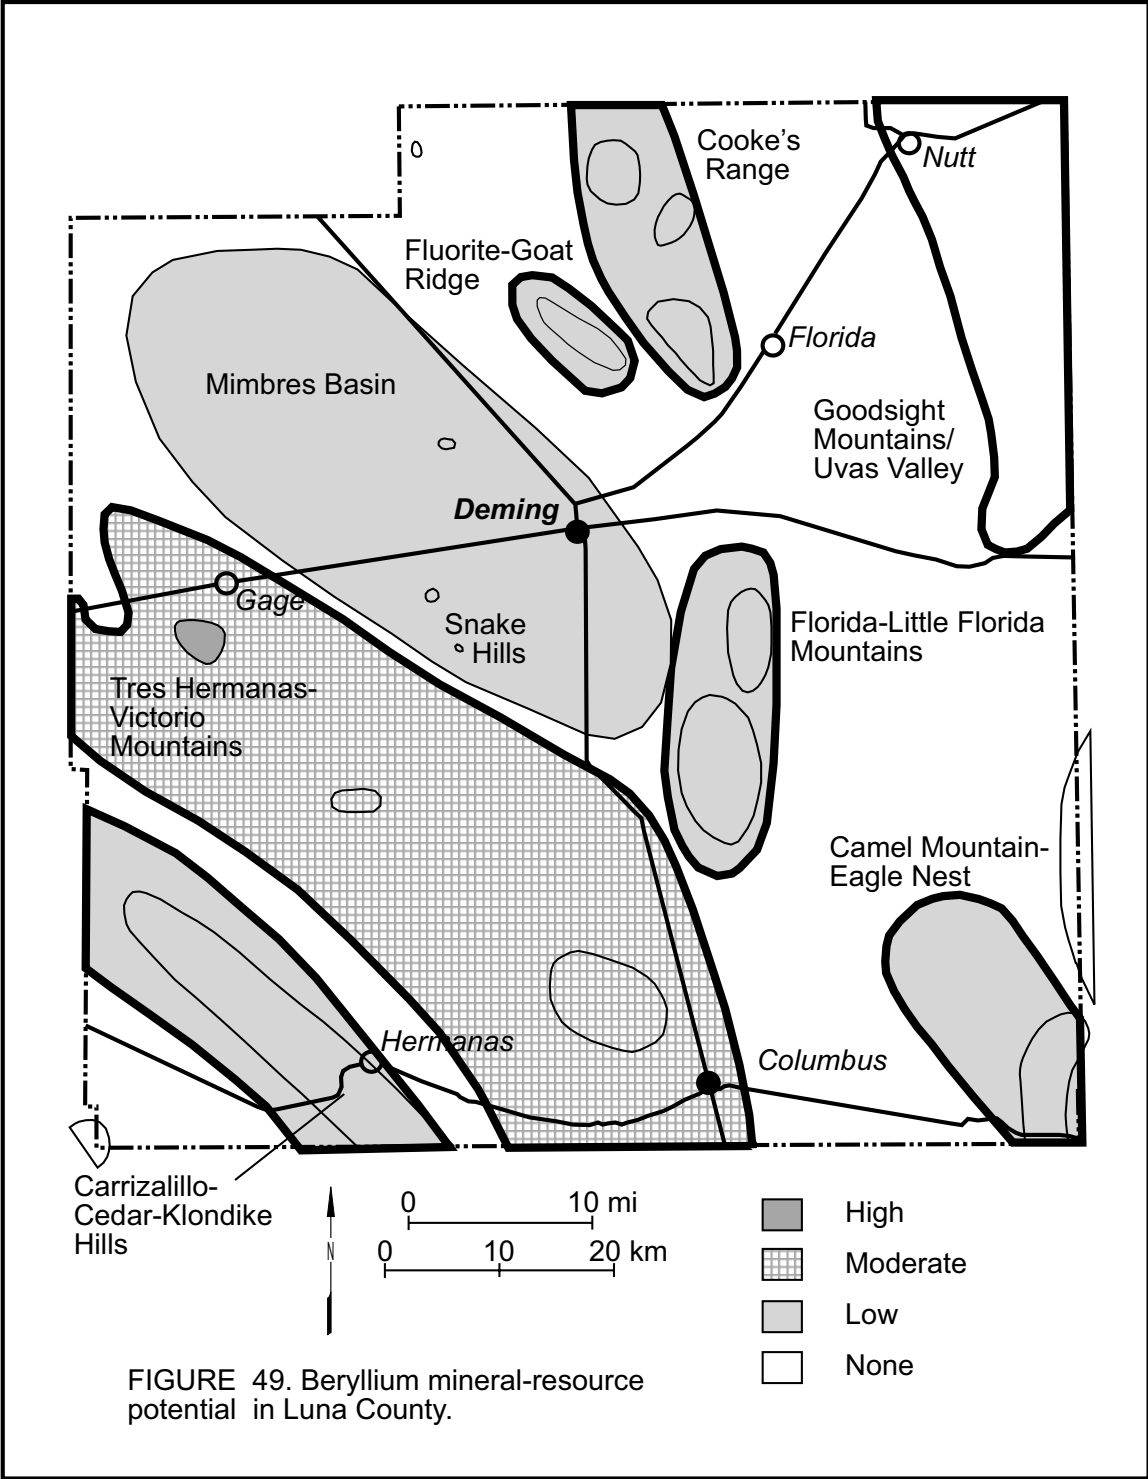 Cooke's
Range
Nutt
Fluorite-Goat
Ridge
Florida
Mimbres Basin
Goodsight
Mountains/
Uvas Valley
Deming
Gage
Snake
Hills
Florida-Little Florida
Mountains
Tres Hermanas-
Victorio
Mountains
Camel Mountain-
Eagle Nest
Hermanas
Columbus
Carrizalillo-
Cedar-Klondike
Hills
N
0 10 mi
0 10 20 km
High
Moderate
Low
None
FIGURE 49. Beryllium mineral-resource
potential in Luna County.